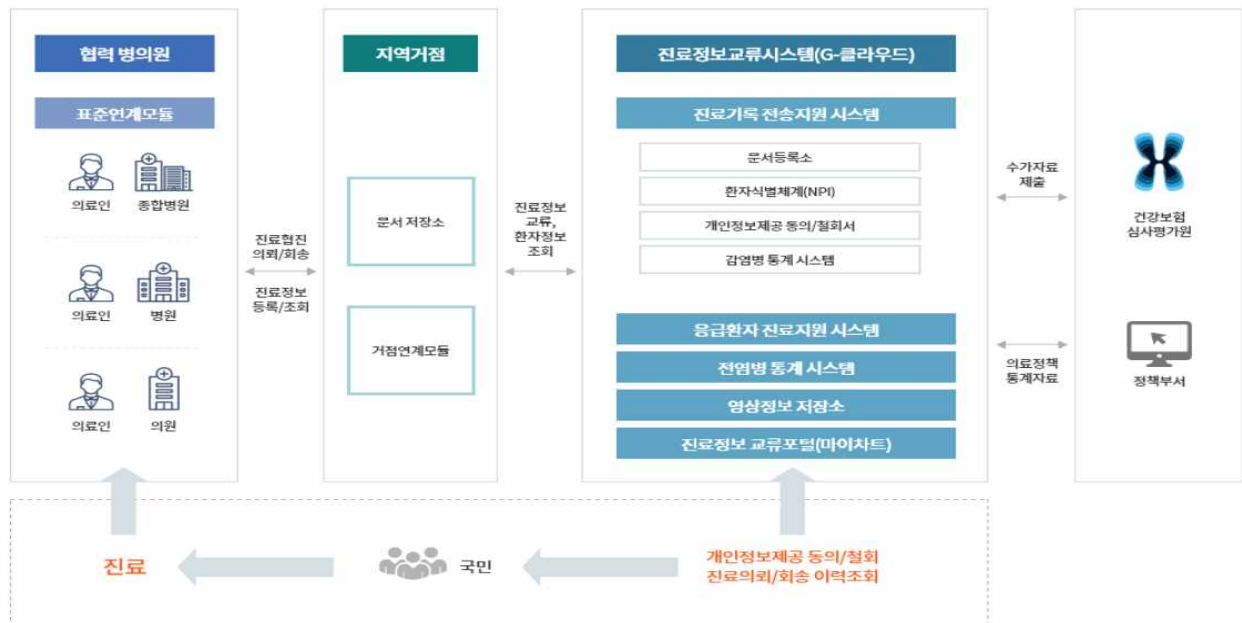 협력 병의원
표준연계모듈
의료인
종합병원
의료인
병원
의료인
의원
진료협진
의뢰/회송
진료정보
등록/조회
지역거점
문서 저장소
거점연계모듈
진료정보
교류,
환자정보
조회
진료정보교류시스템(G-클라우드)
진료기록 전송지원 시스템
문서등록소
환자식별체계(NPI)
개인정보제공 동의/철회서
감염병 통계 시스템
응급환자 진료지원 시스템
전염병 통계 시스템
영상정보 저장소
진료정보 교류포털(마이차트)
수가자료
제출
의료정책
통계자료
건강보험
심사평가원
정책부서
진료
국민
개인정보제공 동의/철회
진료의뢰/회송 이력조회